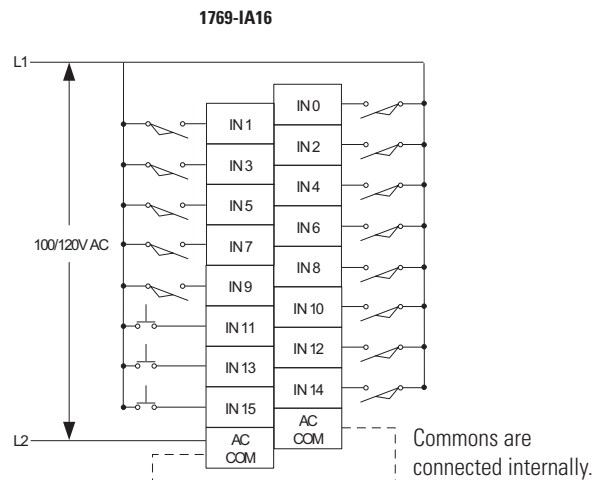 1769-IA16
L1
IN 0
IN 1
IN 2
IN 3
IN 4
IN 5
IN 6
100/120V AC
IN 7
IN 8
IN 9
IN 10
IN 11
IN 12
IN 13
IN 14
IN 15
AC
COM
L2
AC
COM
Commons are
connected internally.